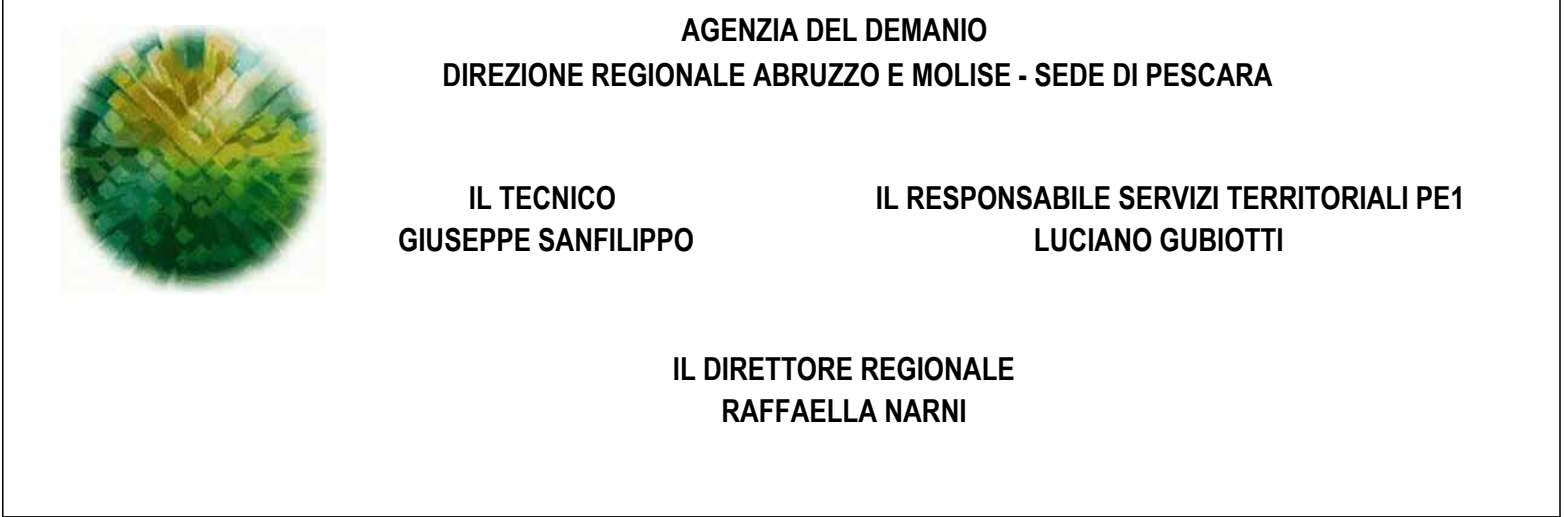 AGENZIA DEL DEMANIO
DIREZIONE REGIONALE ABRUZZO E MOLISE - SEDE DI PESCARA
IL TECNICO
GIUSEPPE SANFILIPPO
IL RESPONSABILE SERVIZI TERRITORIALI PE1
LUCIANO GUBIOTTI
IL DIRETTORE REGIONALE
RAFFAELLA NARNI